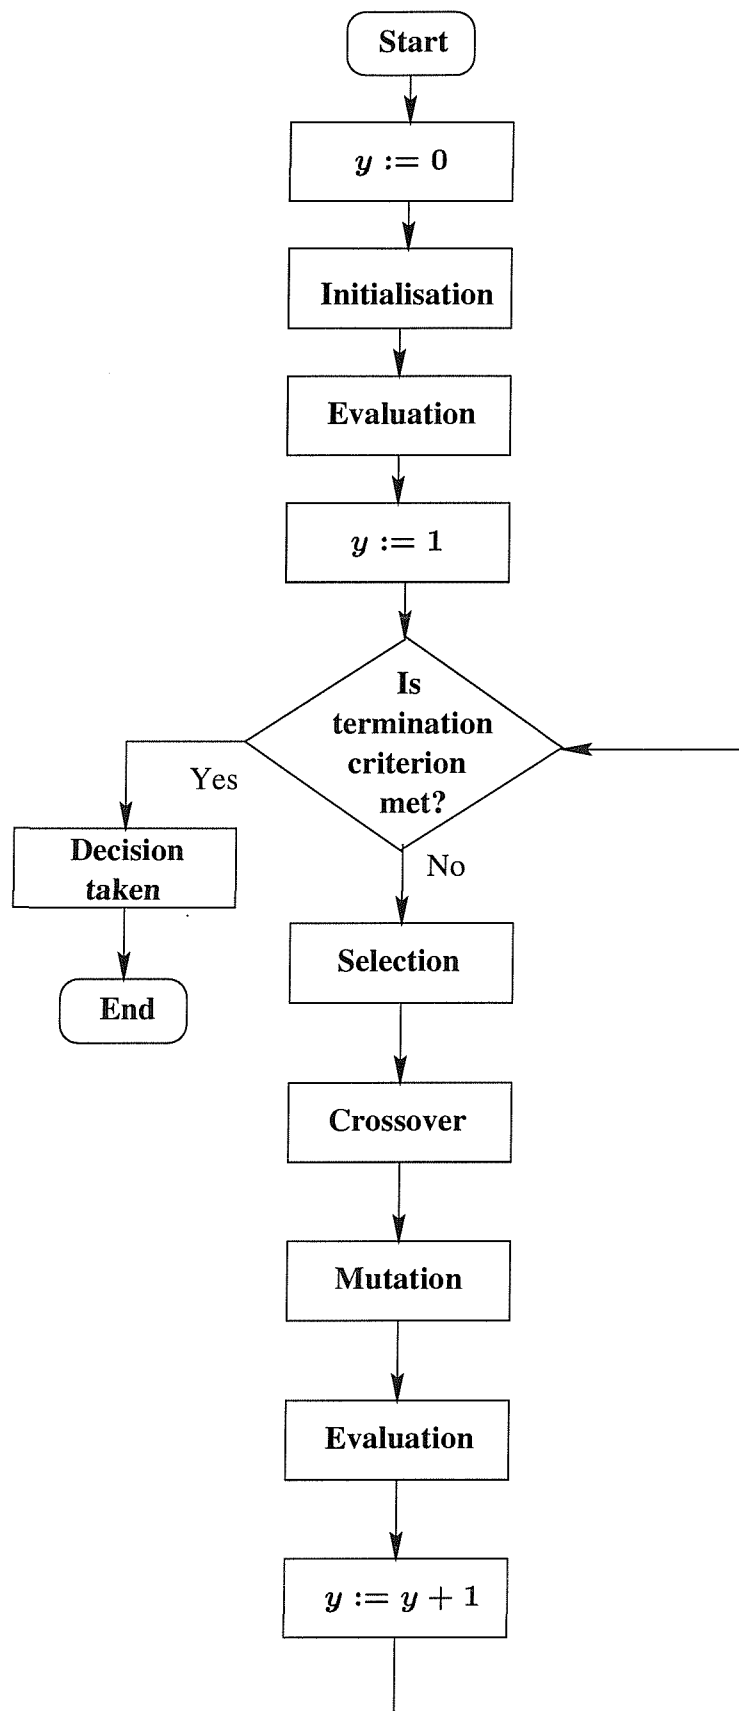 Start
y := 0
Initialisation
Evaluation
y := 1
Is
termination
criterion
met?
Yes
No
Decision
taken
End
Selection
Crossover
Mutation
Evaluation
y := y + 1